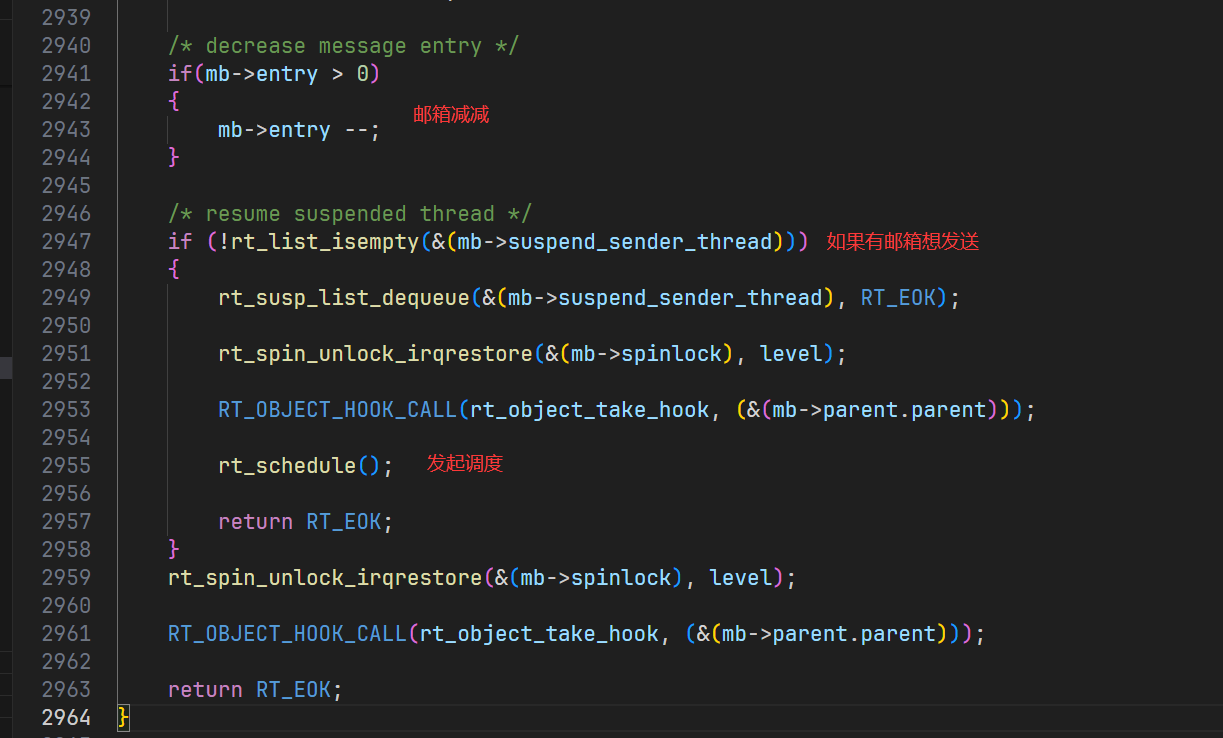 2939
2940 /* decrease message entry */
2941 if(mb->entry > 0)
2942 {
邮箱减减
2943 mb->entry --;
2944 }
2945
2946 /* resume suspended thread */
2947 if (!rt_list_isempty(&(mb->suspend_sender_thread))) 如果有邮箱想发送
2948 {
2949 rt_susp_list_dequeue(&(mb->suspend_sender_thread), RT_EOK);
2950
2951 rt_spin_unlock_irqrestore(&(mb->spinlock), level);
2952
2953 RT_OBJECT_HOOK_CALL(rt_object_take_hook, (&(mb->parent.parent)));
2954
2955 rt_schedule(); 发起调度
2956
2957 return RT_EOK;
2958 }
2959 rt_spin_unlock_irqrestore(&(mb->spinlock), level);
2960
2961 RT_OBJECT_HOOK_CALL(rt_object_take_hook, (&(mb->parent.parent)));
2962
2963 return RT_EOK;
2964 }